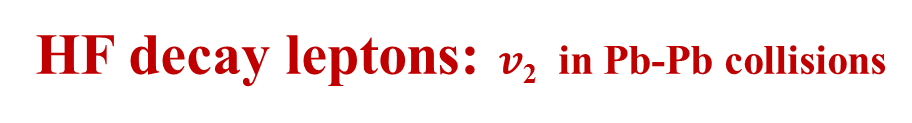 HF decay leptons: 𝑣₂ in Pb-Pb collisions